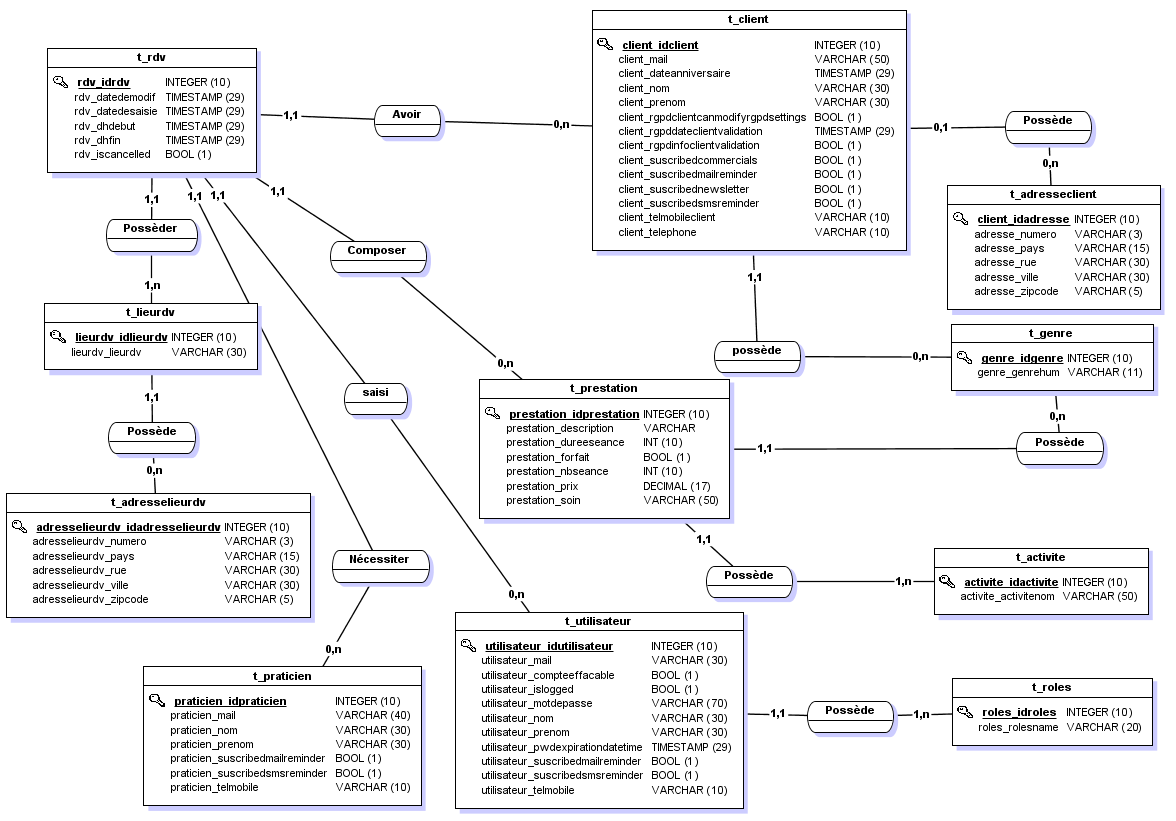 t_client
client_idclient INTEGER (10)
client_mail VARCHAR (50)
client_dateanniversaire TIMESTAMP (29)
client_nom VARCHAR (30)
client_prenom VARCHAR (30)
client_rgpdclientcanmodifyrgpdsettings BOOL (1)
client_rgpddateclientvalidation TIMESTAMP (29)
client_rgpdinfoclientvalidation BOOL (1)
client_suscribedcommercials BOOL (1)
client_suscribedmailreminder BOOL (1)
client_suscribednewsletter BOOL (1)
client_suscribedsmsreminder BOOL (1)
client_telmobileclient VARCHAR (10)
client_telephone VARCHAR (10)
t_rdv
rdv_idrdv INTEGER (10)
rdv_datedemodif TIMESTAMP (29)
rdv_datedesaisie TIMESTAMP (29)
rdv_dhdebut TIMESTAMP (29)
rdv_dhfin TIMESTAMP (29)
rdv_iscancelled BOOL (1)
1,1
Avoir
0,n
0,1
Possède
0,n
t_adresseclient
client_idadresse INTEGER (10)
adresse_numero VARCHAR (3)
adresse_pays VARCHAR (15)
adresse_rue VARCHAR (30)
adresse_ville VARCHAR (30)
adresse_zipcode VARCHAR (5)
1,1
1,1
1,1
1,1
Possèder
Composer
1,n
1,1
t_lieurdv
lieurdv_idlieurdv INTEGER (10)
lieurdv_lieurdv VARCHAR (30)
possède
0,n
t_genre
genre_idgenre INTEGER (10)
genre_genrehum VARCHAR (11)
0,n
0,n
t_prestation
prestation_idprestation INTEGER (10)
prestation_description VARCHAR
prestation_dureeseance INT (10)
prestation_forfait BOOL (1)
prestation_nbseance INT (10)
prestation_prix DECIMAL (17)
prestation_soin VARCHAR (50)
1,1
Possède
saisi
1,1
Possède
0,n
t_adresselieurdv
adresselieurdv_idadresselieurdv INTEGER (10)
adresselieurdv_numero VARCHAR (3)
adresselieurdv_pays VARCHAR (15)
adresselieurdv_rue VARCHAR (30)
adresselieurdv_ville VARCHAR (30)
adresselieurdv_zipcode VARCHAR (5)
Nécessiter
1,1
Possède
1,n
t_activite
activite_idactivite INTEGER (10)
activite_activitenom VARCHAR (50)
0,n
0,n
t_utilisateur
utilisateur_idutilisateur INTEGER (10)
utilisateur_mail VARCHAR (30)
utilisateur_compteeffacable BOOL (1)
utilisateur_islogged BOOL (1)
utilisateur_motdepasse VARCHAR (70)
utilisateur_nom VARCHAR (30)
utilisateur_prenom VARCHAR (30)
utilisateur_pwdexpirationdatetime TIMESTAMP (29)
utilisateur_suscribedmailreminder BOOL (1)
utilisateur_suscribedsmsreminder BOOL (1)
utilisateur_telmobile VARCHAR (10)
t_praticien
praticien_idpraticien INTEGER (10)
praticien_mail VARCHAR (40)
praticien_nom VARCHAR (30)
praticien_prenom VARCHAR (30)
praticien_suscribedmailreminder BOOL (1)
praticien_suscribedsmsreminder BOOL (1)
praticien_telmobile VARCHAR (10)
1,1
Possède
1,n
t_roles
roles_idroles INTEGER (10)
roles_rolesname VARCHAR (20)